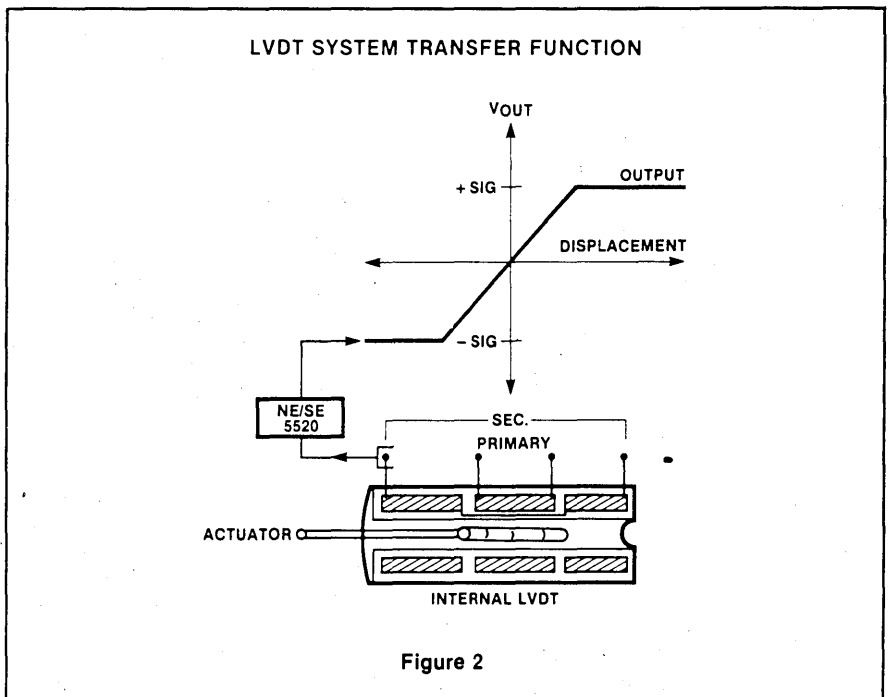 LVDT SYSTEM TRANSFER FUNCTION
VOUT
OUTPUT
+ SIG
DISPLACEMENT
- SIG
NE/SE
5520
SEC.
PRIMARY
ACTUATOR
INTERNAL LVDT
Figure 2